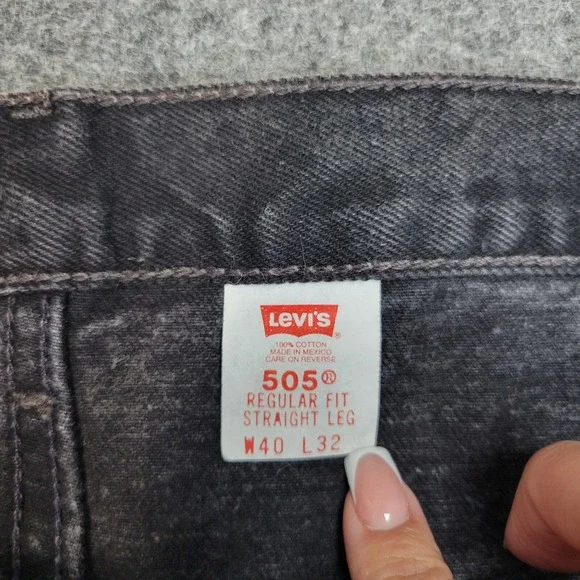 Levi's ®
100% COTTON
MADE IN MEXICO
CARE ON REVERSE
505®
REGULAR FIT
STRAIGHT LEG
W40 L32